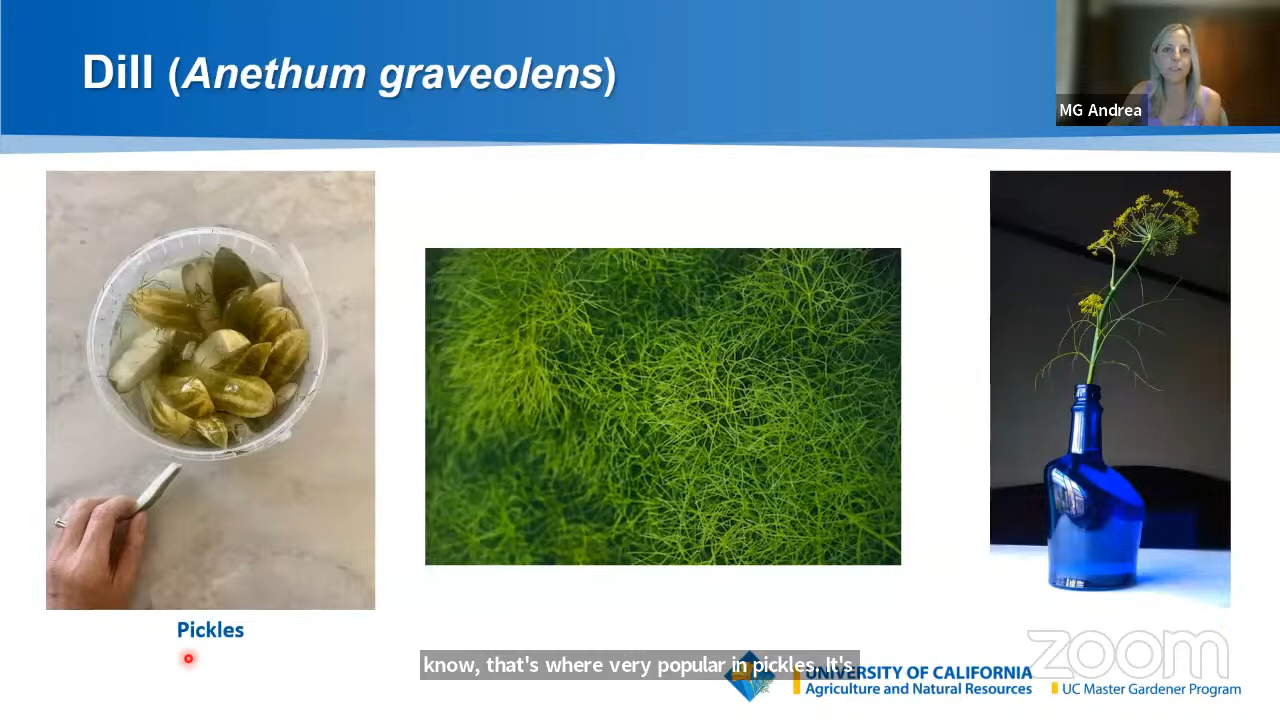 Dill (Anethum graveolens)
MG Andrea
Pickles
know, that's where very popular in pickles. It's
UNIVERSITY OF CALIFORNIA
Agriculture and Natural Resources
UC Master Gardener Program
zoom